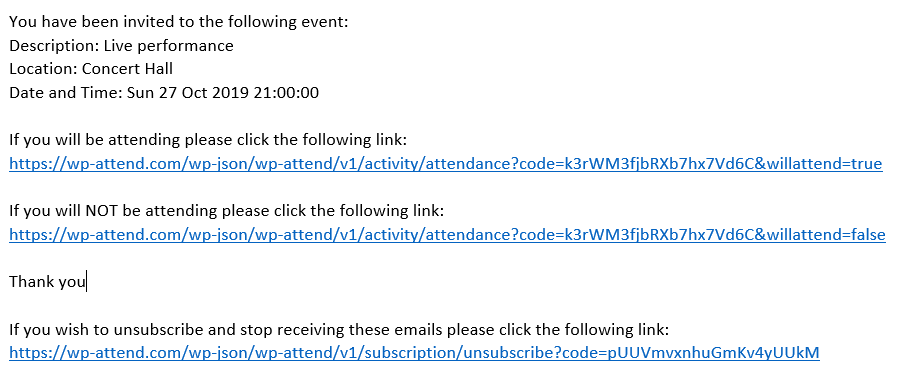 You have been invited to the following event:
Description: Live performance
Location: Concert Hall
Date and Time: Sun 27 Oct 2019 21:00:00
If you will be attending please click the following link:
https://wp-attend.com/wp-json/wp-attend/v1/activity/attendance?code=k3rWM3fjbRXb7hx7Vd6C&willattend=true
If you will NOT be attending please click the following link:
https://wp-attend.com/wp-json/wp-attend/v1/activity/attendance?code=k3rWM3fjbRXb7hx7Vd6C&willattend=false
Thank you
If you wish to unsubscribe and stop receiving these emails please click the following link:
https://wp-attend.com/wp-json/wp-attend/v1/subscription/unsubscribe?code=pUUVmvxnhuGmKv4yUUkM